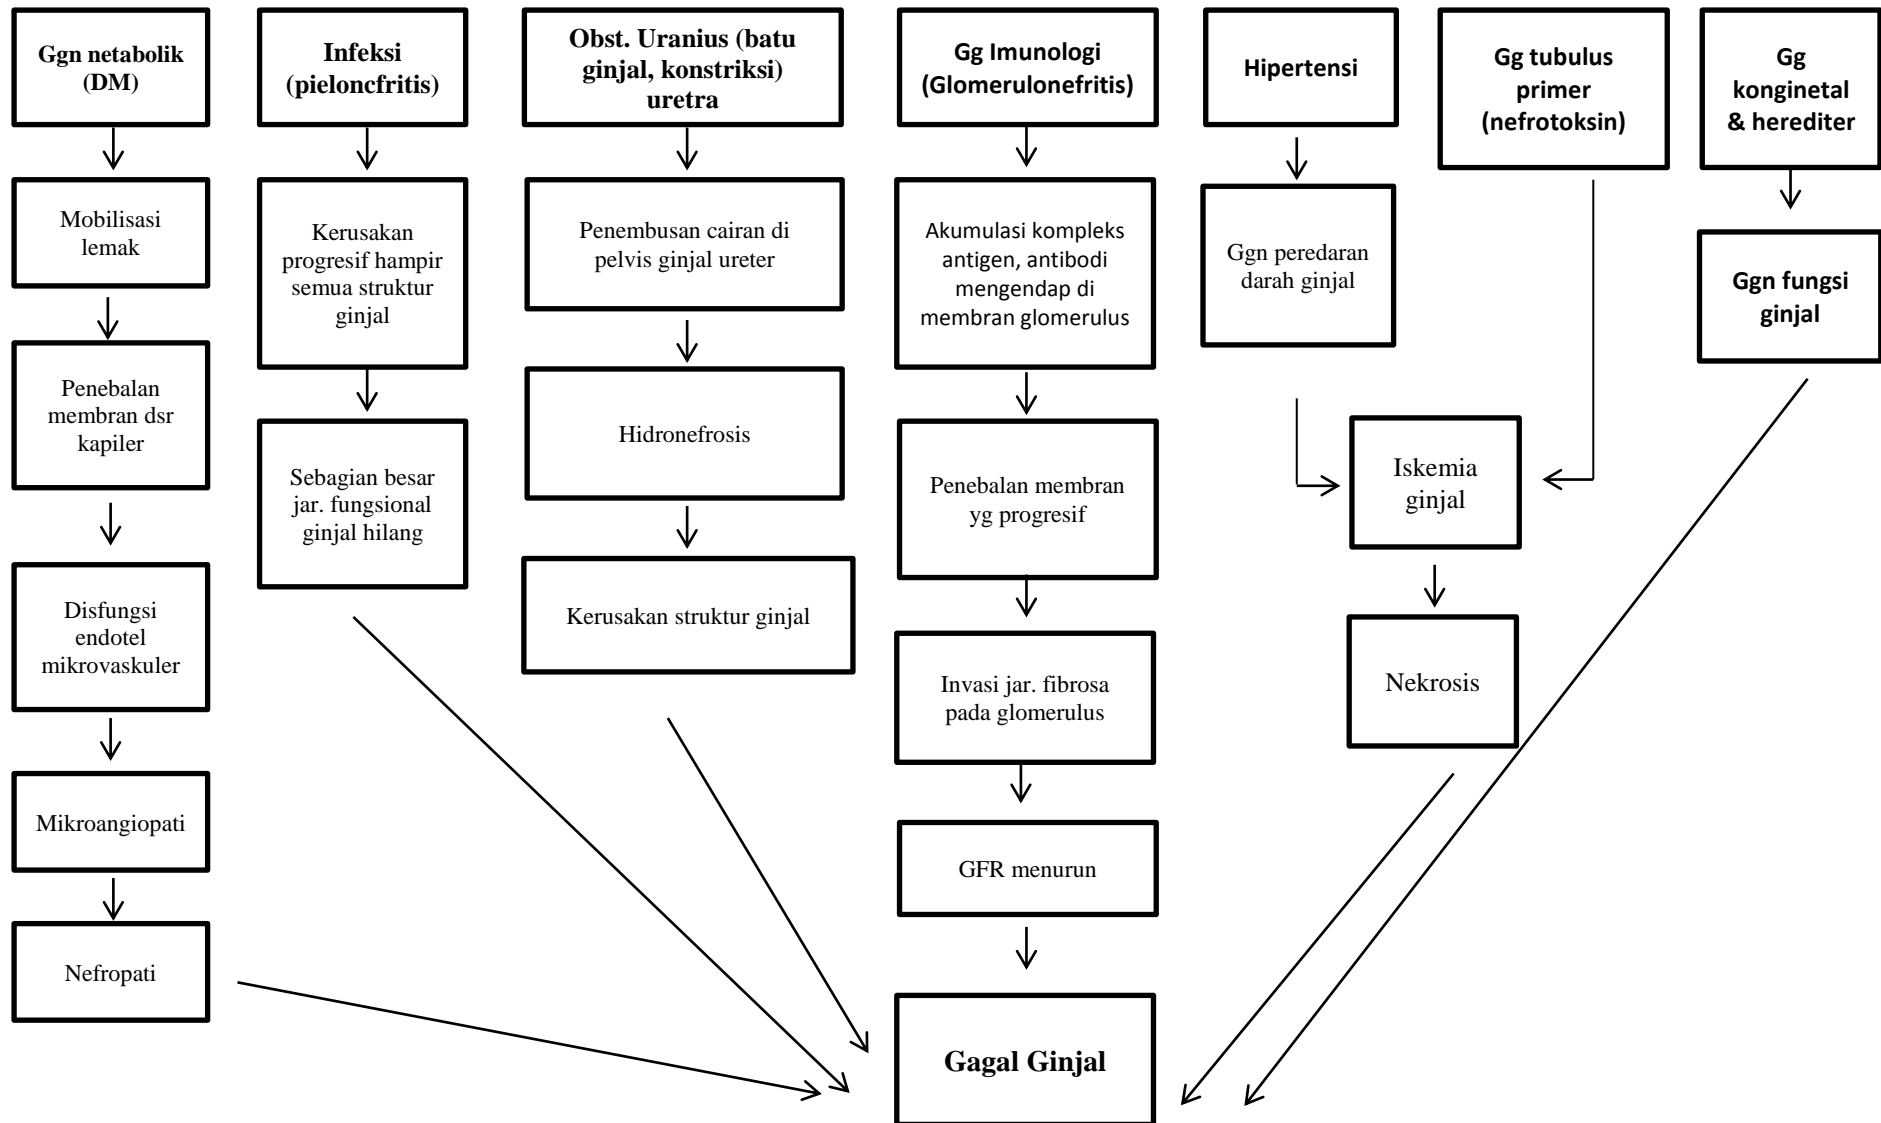 Ggn netabolik
(DM)
Mobilisasi
lemak
Penebalan
membran dsr
kapiler
Disfungsi
endotel
mikrovaskuler
Mikroangiopati
Nefropati
Infeksi
(pieloncfritis)
Kerusakan
progresif hampir
semua struktur
ginjal
Sebagian besar
jar. fungsional
ginjal hilang
Obst. Uranius (batu
ginjal, konstriksi)
uretra
Penembusan cairan di
pelvis ginjal ureter
Hidronefrosis
Kerusakan struktur ginjal
Gg Imunologi
(Glomerulonefritis)
Akumulasi kompleks
antigen, antibodi
mengendap di
membran glomerulus
Penebalan membran
yg progresif
Invasi jar. fibrosa
pada glomerulus
GFR menurun
Gagal Ginjal
Hipertensi
Ggn peredaran
darah ginjal
Gg tubulus
primer
(nefrotoksin)
Iskemia
ginjal
Nekrosis
Gg
konginetal
& herediter
Ggn fungsi
ginjal